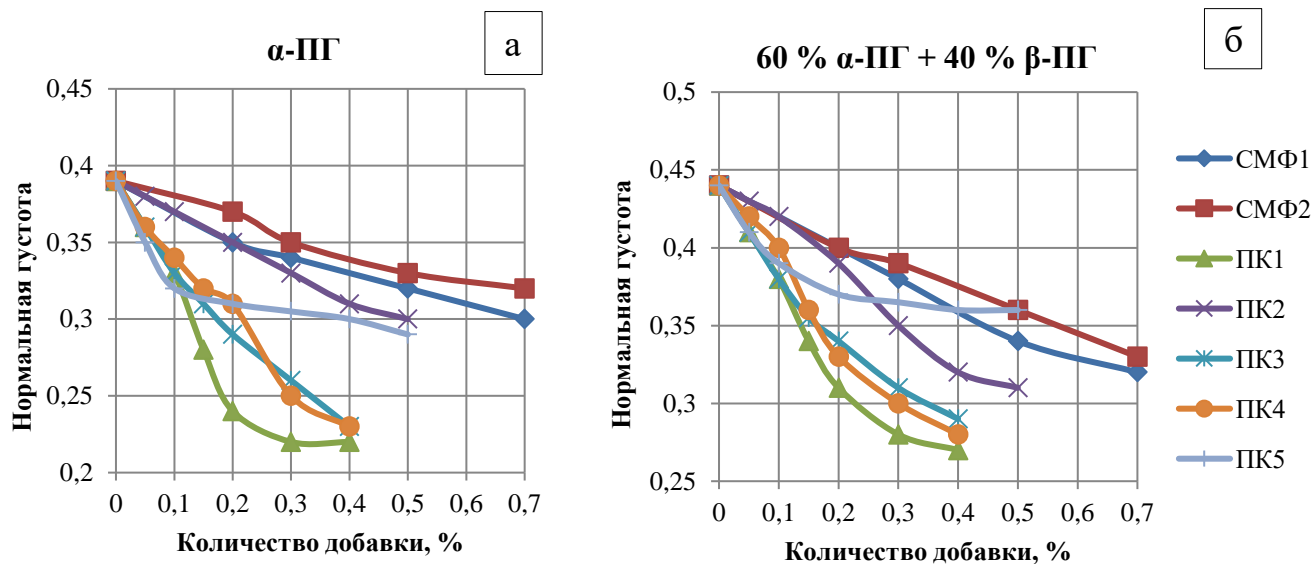 α-ПГ
а
0,45
0,4
0,35
0,3
0,25
0,2
Нормальная густота
0 0,1 0,2 0,3 0,4 0,5 0,6 0,7
Количество добавки, %
60 % α-ПГ + 40 % β-ПГ
б
0,5
0,45
0,4
0,35
0,3
0,25
Нормальная густота
0 0,1 0,2 0,3 0,4 0,5 0,6 0,7
Количество добавки, %
СМФ1
СМФ2
ПК1
ПК2
ПК3
ПК4
ПК5